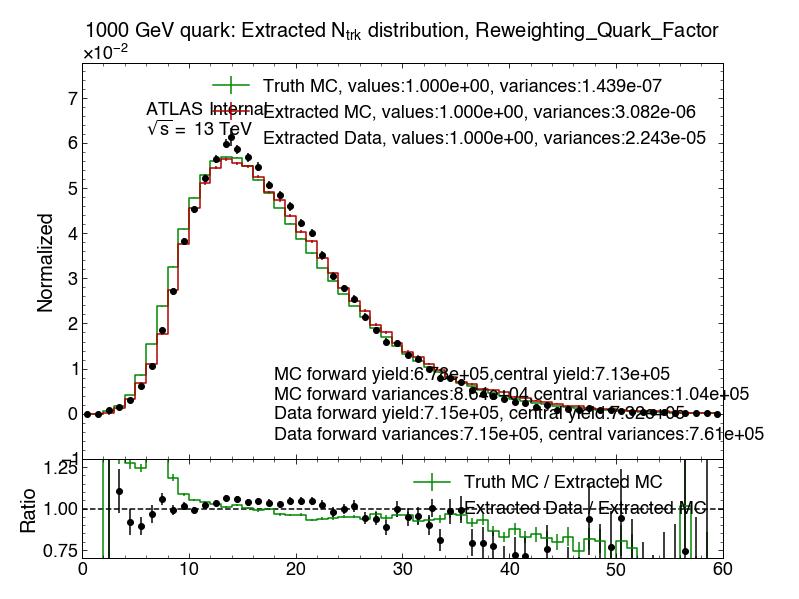 1000 GeV quark: Extracted Ntrk distribution, Reweighting_Quark_Factor
×10−2
Truth MC, values:1.000e+00, variances:1.439e-07
ATLAS Internal
Extracted MC, values:1.000e+00, variances:3.082e-06
√s = 13 TeV
Extracted Data, values:1.000e+00, variances:2.243e-05
7
6
5
4
3
2
1
0
Normalized
MC forward yield:6.78e+05,central yield:7.13e+05
MC forward variances:8.64e+04,central variances:1.04e+05
Data forward yield:7.15e+05, central yield:7.32e+05
Data forward variances:7.15e+05, central variances:7.61e+05
1.25
1.00
0.75
Ratio
Truth MC / Extracted MC
Extracted Data / Extracted MC
0 10 20 30 40 50 60